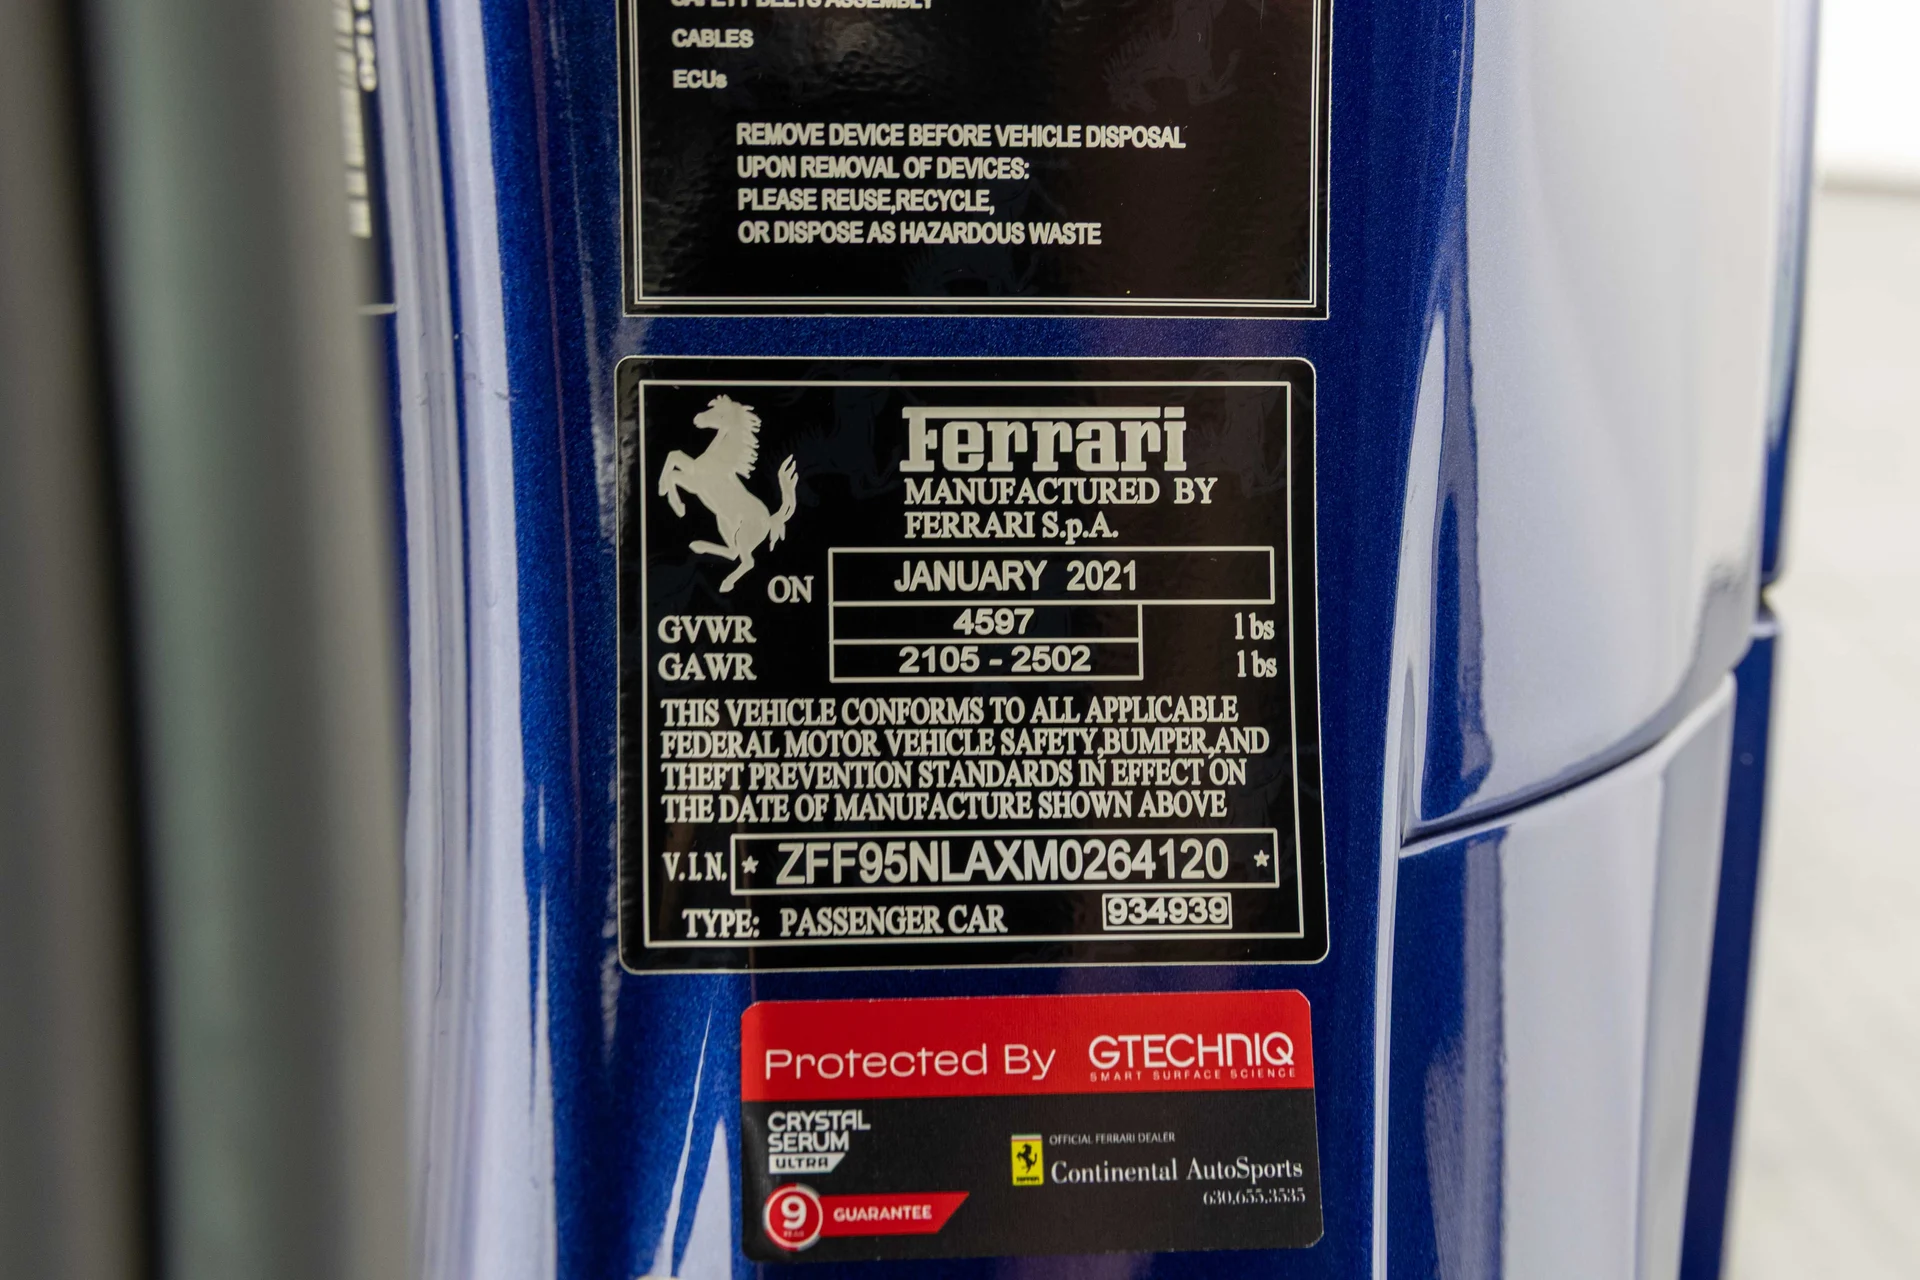 SAFETY BELTS ASSEMBLY
CABLES
ECUs
REMOVE DEVICE BEFORE VEHICLE DISPOSAL
UPON REMOVAL OF DEVICES:
PLEASE REUSE,RECYCLE,
OR DISPOSE AS HAZARDOUS WASTE
Ferrari
MANUFACTURED BY
FERRARI S.p.A.
ON JANUARY 2021
GVWR 4597 lbs
GAWR 2105 - 2502 lbs
THIS VEHICLE CONFORMS TO ALL APPLICABLE
FEDERAL MOTOR VEHICLE SAFETY,BUMPER,AND
THEFT PREVENTION STANDARDS IN EFFECT ON
THE DATE OF MANUFACTURE SHOWN ABOVE
V.I.N. * ZFF95NLAXM0264120 *
TYPE: PASSENGER CAR 934939
Protected By GTECHNIQ
SMART SURFACE SCIENCE
CRYSTAL
SERUM
ULTRA
OFFICIAL FERRARI DEALER
Continental AutoSports
630.655.3535
9 YEAR GUARANTEE